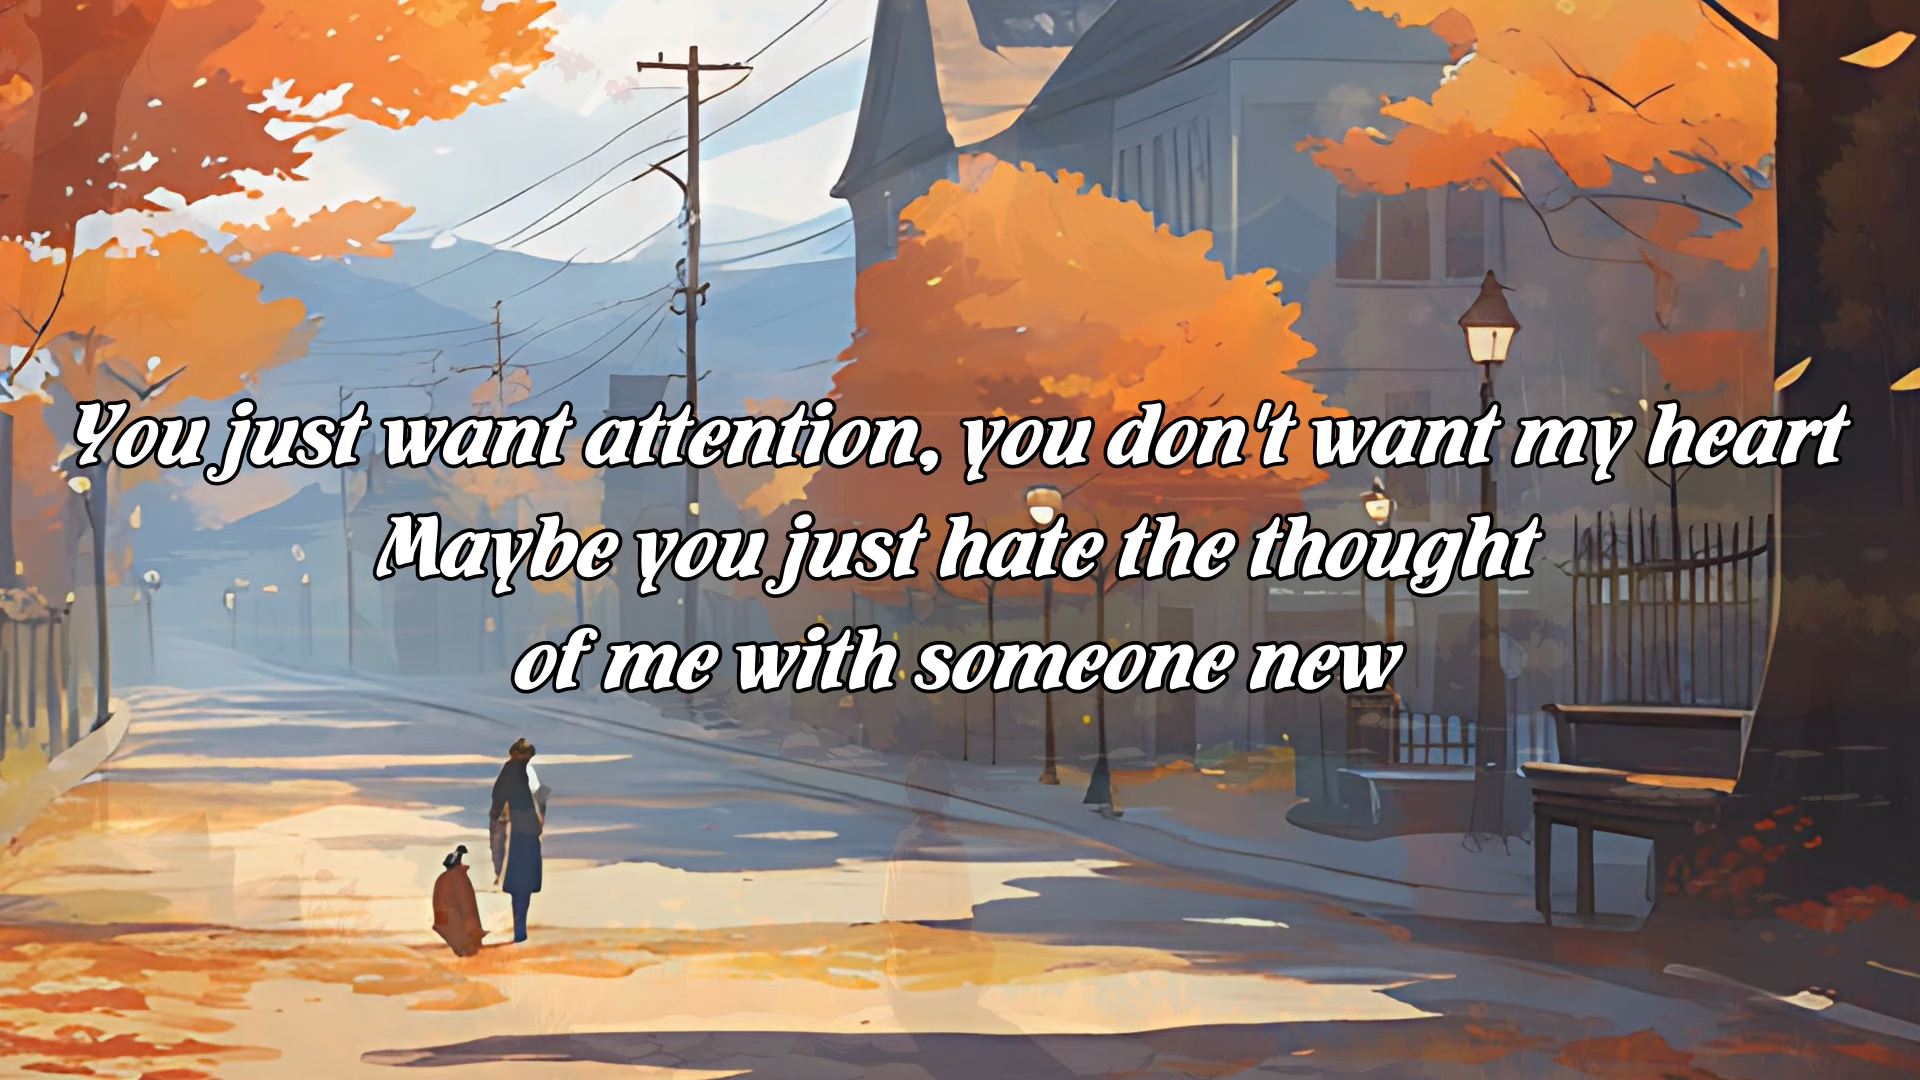 You just want attention, you don't want my heart
Maybe you just hate the thought
of me with someone new